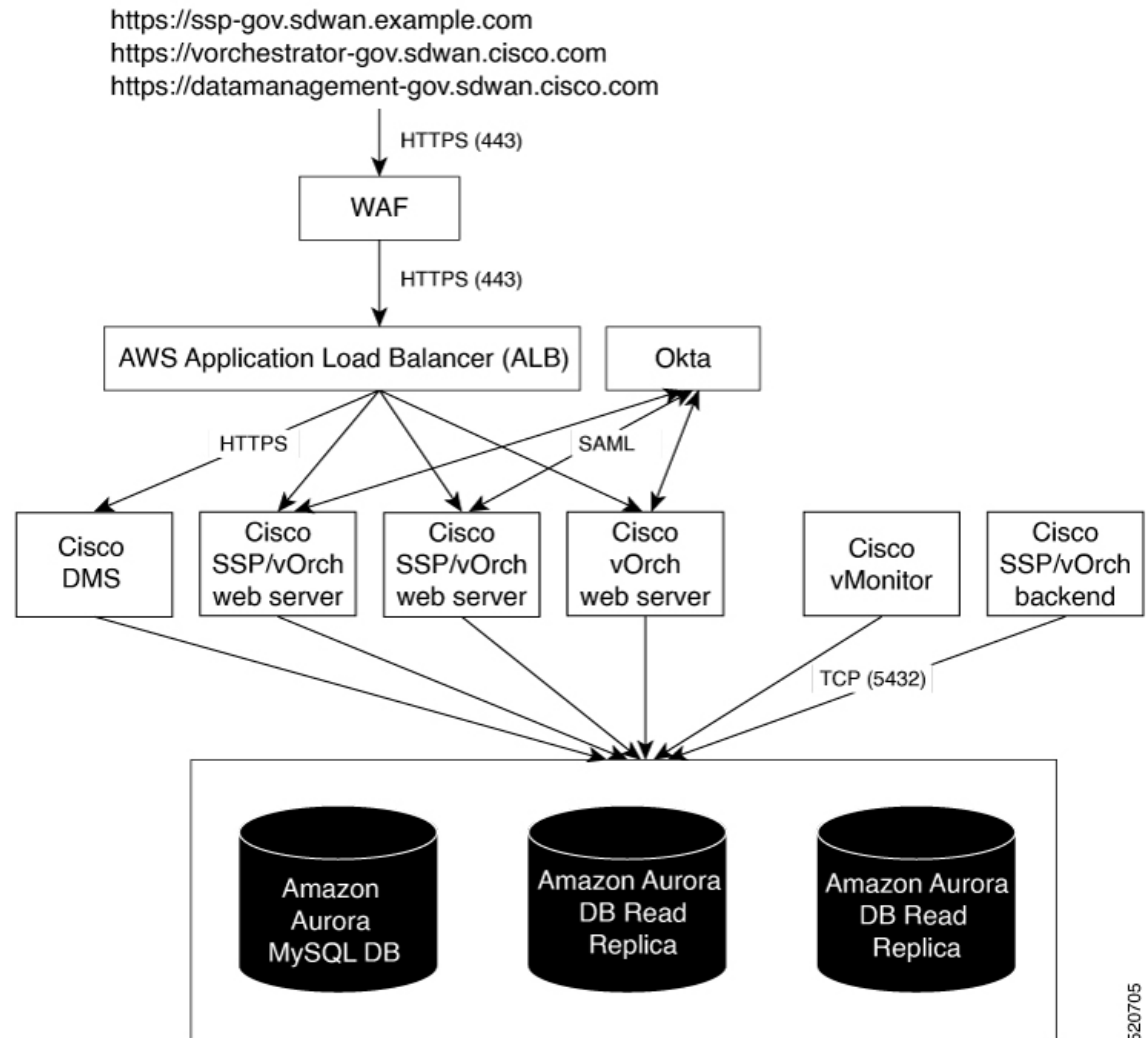 https://ssp-gov.sdwan.example.com
https://vorchestrator-gov.sdwan.cisco.com
https://datamanagement-gov.sdwan.cisco.com
HTTPS (443)
WAF
HTTPS (443)
AWS Application Load Balancer (ALB)
Okta
HTTPS
SAML
Cisco
DMS
Cisco
SSP/vOrch
web server
Cisco
SSP/vOrch
web server
Cisco
vOrch
web server
Cisco
vMonitor
Cisco
SSP/vOrch
backend
TCP (5432)
Amazon
Aurora
MySQL DB
Amazon Aurora
DB Read
Replica
Amazon Aurora
DB Read
Replica
520705